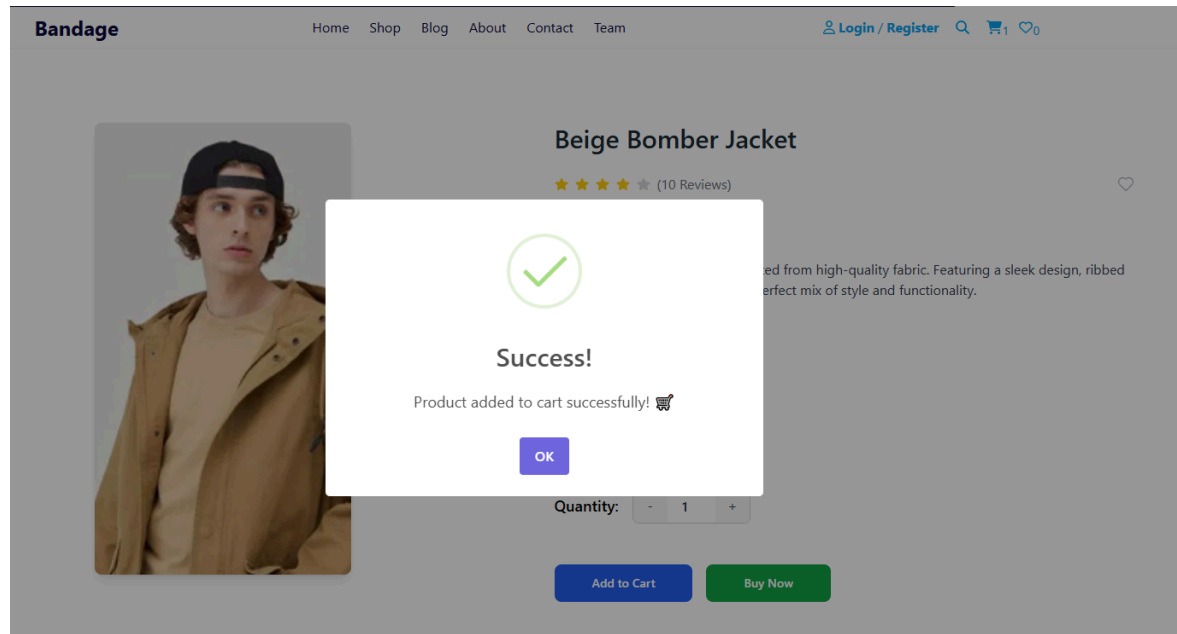 Bandage
Home Shop Blog About Contact Team
Login / Register
1
0
Beige Bomber Jacket
(10 Reviews)
from high-quality fabric. Featuring a sleek design, ribbed
mix of style and functionality.
Success!
Product added to cart successfully!
OK
Quantity: - 1 +
Add to Cart
Buy Now